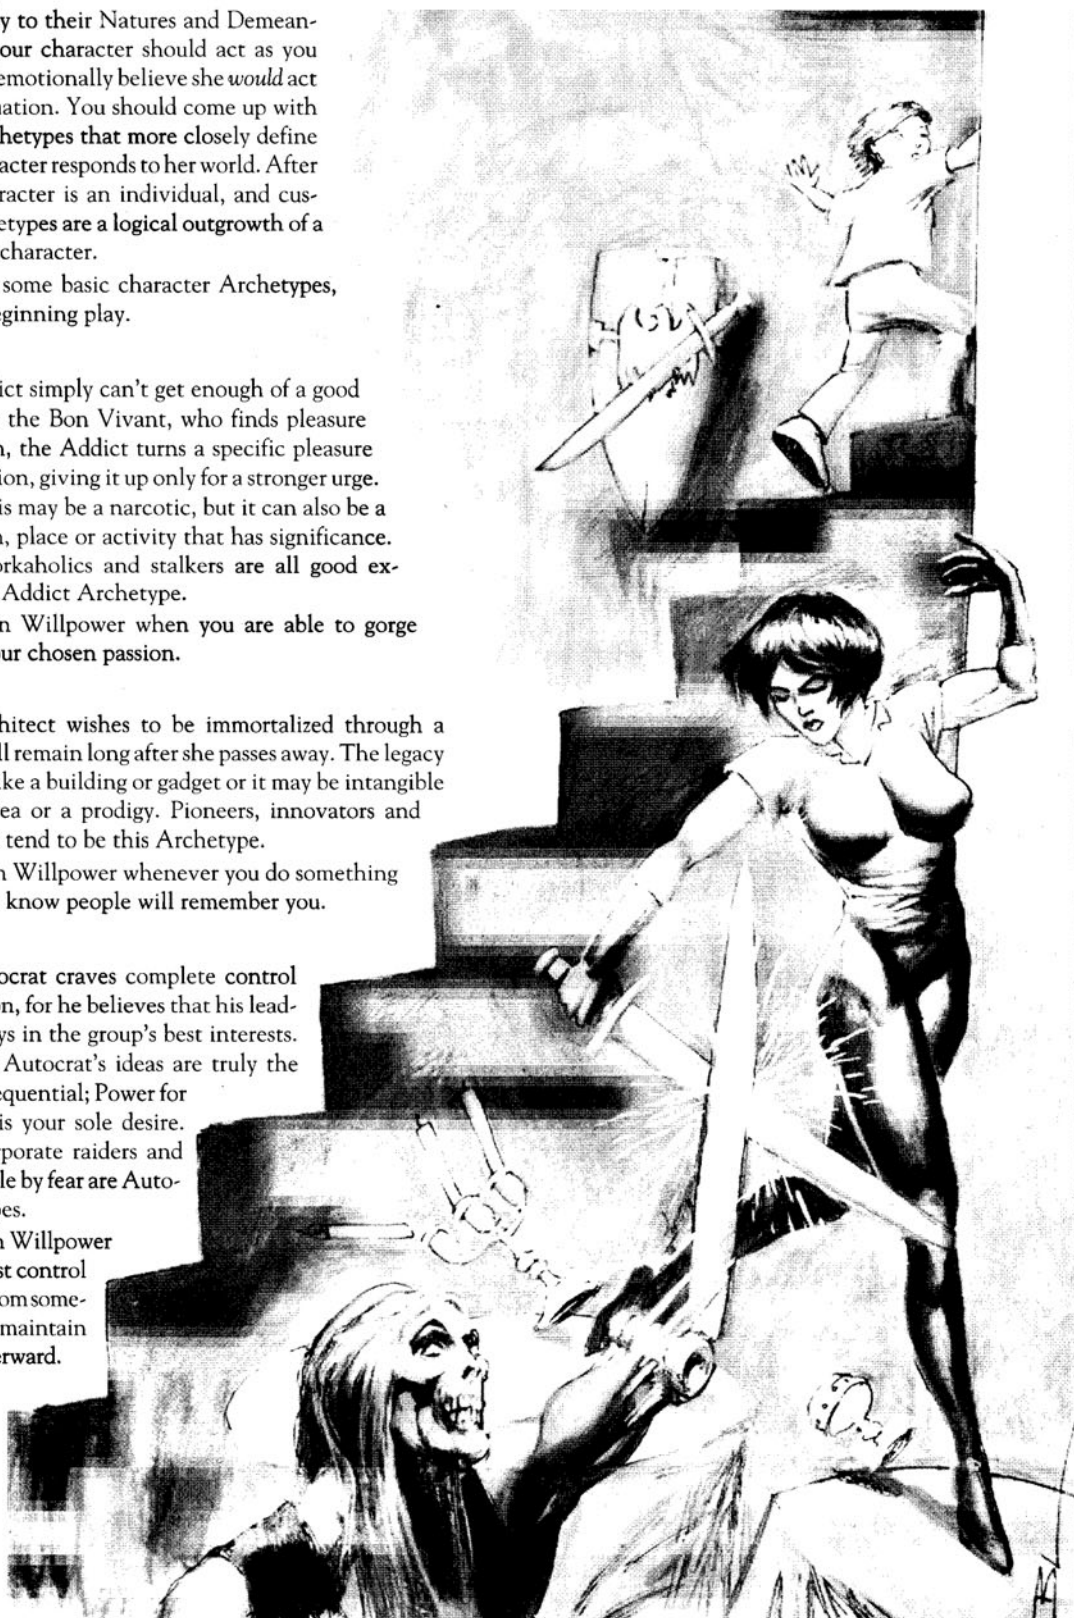 y to their Natures and Demean-
our character should act as you
emotionally believe she would act
nation. You should come up with
hetypes that more closely define
acter responds to her world. After
racter is an individual, and cus-
etypes are a logical outgrowth of a
character.
some basic character Archetypes,
eginning play.
ict simply can't get enough of a good
the Bon Vivant, who finds pleasure
n, the Addict turns a specific pleasure
ion, giving it up only for a stronger urge.
is may be a narcotic, but it can also be a
n, place or activity that has significance.
orkaholics and stalkers are all good ex-
Addict Archetype.
n Willpower when you are able to gorge
ur chosen passion.
chitect wishes to be immortalized through a
ll remain long after she passes away. The legacy
ike a building or gadget or it may be intangible
ea or a prodigy. Pioneers, innovators and
tend to be this Archetype.
n Willpower whenever you do something
know people will remember you.
ocrat craves complete control
n, for he believes that his lead-
ys in the group's best interests.
Autocrat's ideas are truly the
equential; Power for
is your sole desire.
rporate raiders and
le by fear are Auto-
es.
n Willpower
st control
om some-
maintain
erward.